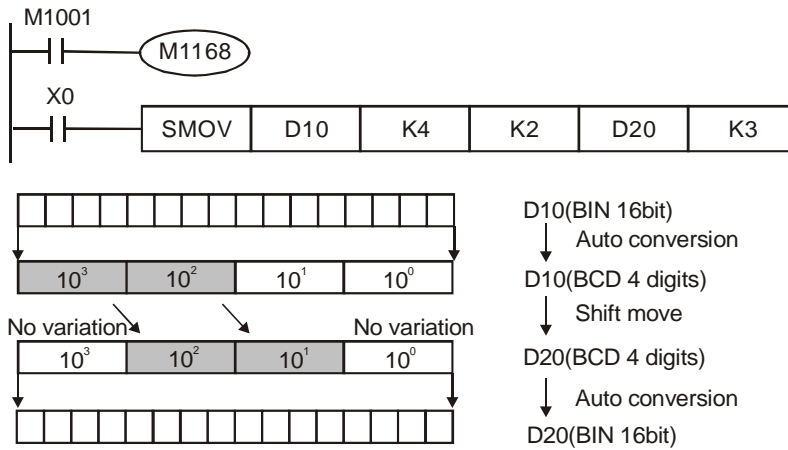 M1001
M1168
X0
SMOV D10 K4 K2 D20 K3
D10(BIN 16bit)
Auto conversion
10³ 10² 10¹ 10⁰ D10(BCD 4 digits)
Shift move
No variation No variation
10³ 10² 10¹ 10⁰ D20(BCD 4 digits)
Auto conversion
D20(BIN 16bit)